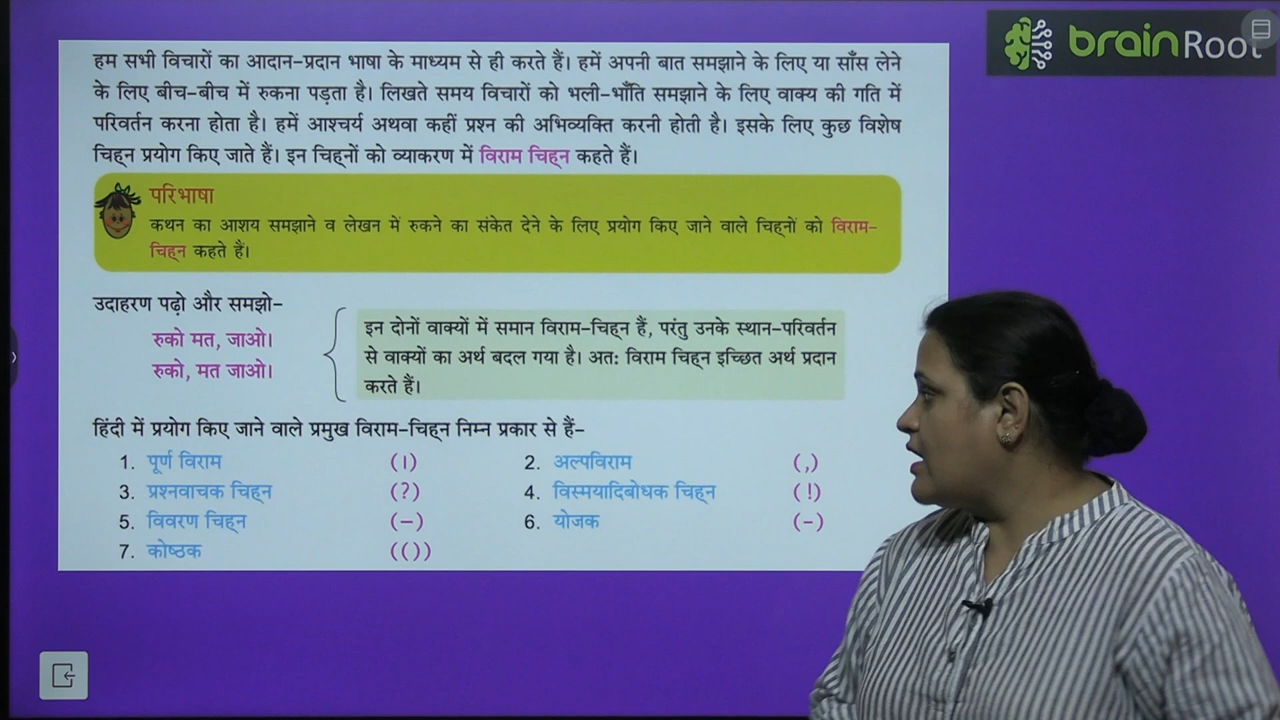 brainRoot
हम सभी विचारों का आदान-प्रदान भाषा के माध्यम से ही करते हैं। हमें अपनी बात समझाने के लिए या साँस लेने
के लिए बीच-बीच में रुकना पड़ता है। लिखते समय विचारों को भली-भाँति समझाने के लिए वाक्य की गति में
परिवर्तन करना होता है। हमें आश्चर्य अथवा कहीं प्रश्न की अभिव्यक्ति करनी होती है। इसके लिए कुछ विशेष
चिह्न प्रयोग किए जाते हैं। इन चिह्नों को व्याकरण में विराम चिह्न कहते हैं।
परिभाषा
कथन का आशय समझाने व लेखन में रुकने का संकेत देने के लिए प्रयोग किए जाने वाले चिह्नों को विराम-
चिह्न कहते हैं।
उदाहरण पढ़ो और समझो-
रुको मत, जाओ।
रुको, मत जाओ।
इन दोनों वाक्यों में समान विराम-चिह्न हैं, परंतु उनके स्थान-परिवर्तन
से वाक्यों का अर्थ बदल गया है। अत: विराम चिह्न इच्छित अर्थ प्रदान
करते हैं।
हिंदी में प्रयोग किए जाने वाले प्रमुख विराम-चिह्न निम्न प्रकार से हैं-
1. पूर्ण विराम (।) 2. अल्पविराम (,)
3. प्रश्नवाचक चिह्न (?) 4. विस्मयादिबोधक चिह्न (!)
5. विवरण चिह्न (–) 6. योजक (-)
7. कोष्ठक (())